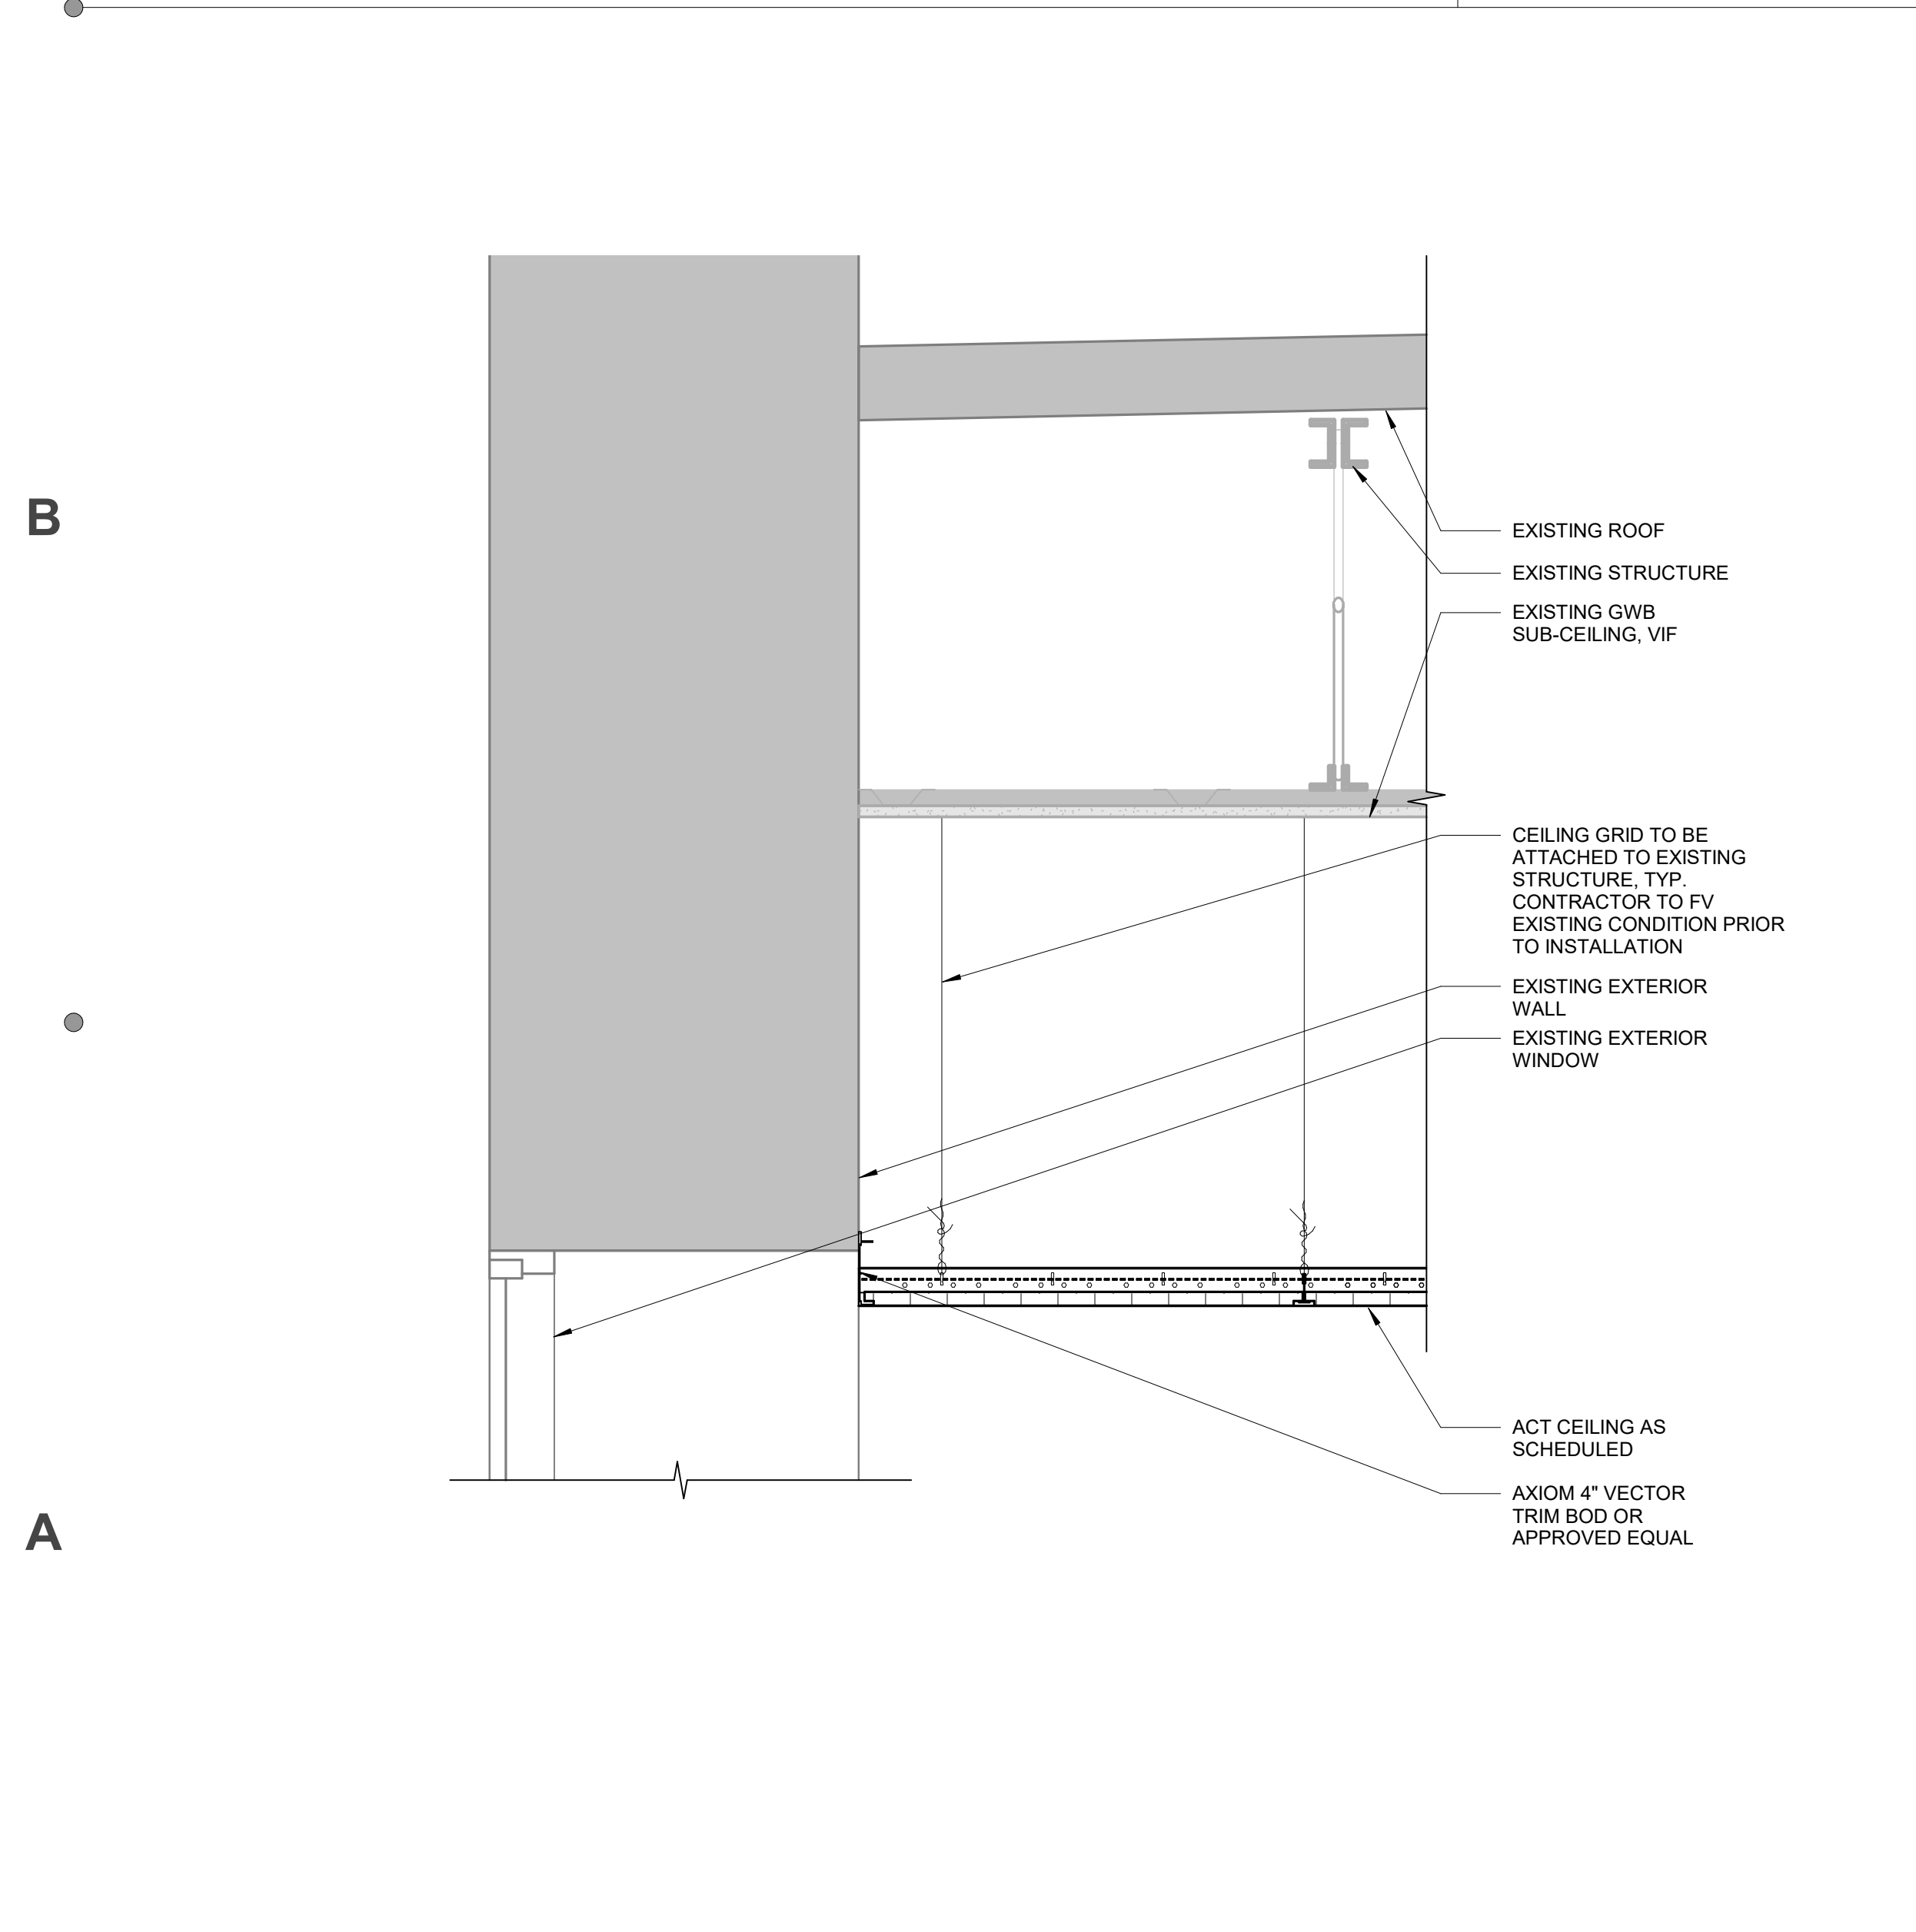 B
EXISTING ROOF
EXISTING STRUCTURE
EXISTING GWB
SUB-CEILING, VIF
CEILING GRID TO BE
ATTACHED TO EXISTING
STRUCTURE, TYP.
CONTRACTOR TO FV
EXISTING CONDITION PRIOR
TO INSTALLATION
EXISTING EXTERIOR
WALL
EXISTING EXTERIOR
WINDOW
ACT CEILING AS
SCHEDULED
AXIOM 4" VECTOR
TRIM BOD OR
APPROVED EQUAL
A